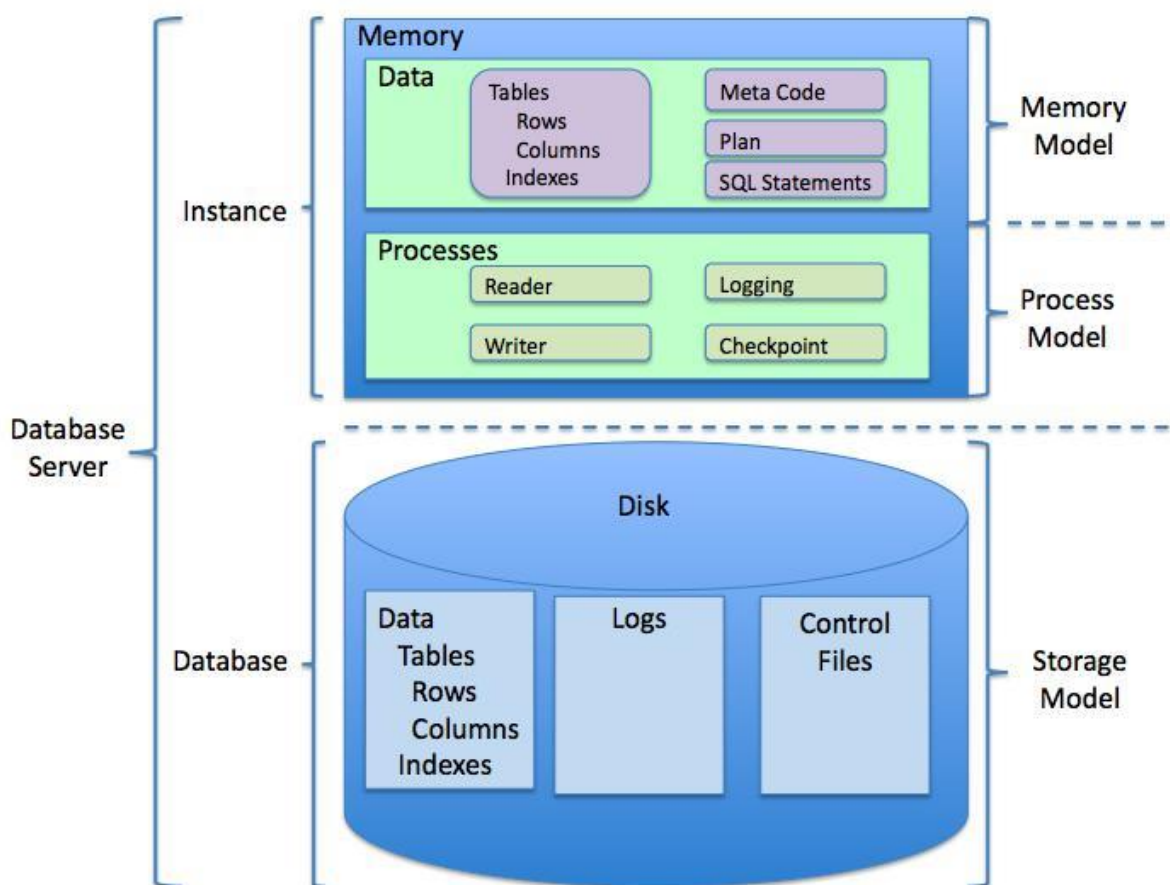 Memory
Data
Tables
Rows
Columns
Indexes
Meta Code
Plan
SQL Statements
Memory
Model
Instance
Processes
Reader
Logging
Writer
Checkpoint
Process
Model
Database
Server
Disk
Data
Tables
Rows
Columns
Indexes
Logs
Control
Files
Database
Storage
Model